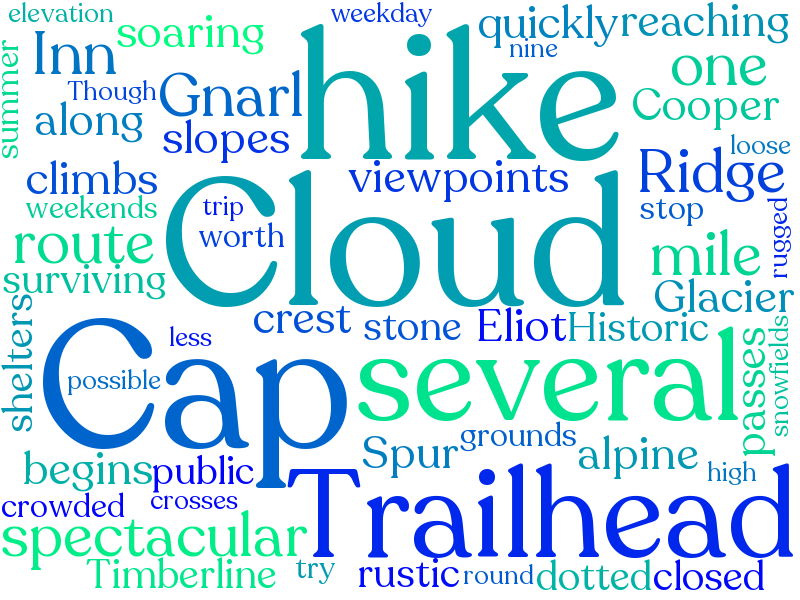 elevation
weekday
soaring
quickly
reaching
hike
nine
Inn
summer
Though
Gnarl
one
along
Cooper
slopes
loose
climbs
viewpoints
Ridge
Cloud
weekends
trip
stop
rugged
worth
route
mile
surviving
Glacier
shelters
crest
stone
Eliot
Historic
Cap
less
several
passes
snowfields
possible
Spur
grounds
alpine
begins
public
high
Trailhead
crowded
crosses
spectacular
Timberline
try
rustic
round
dotted
closed